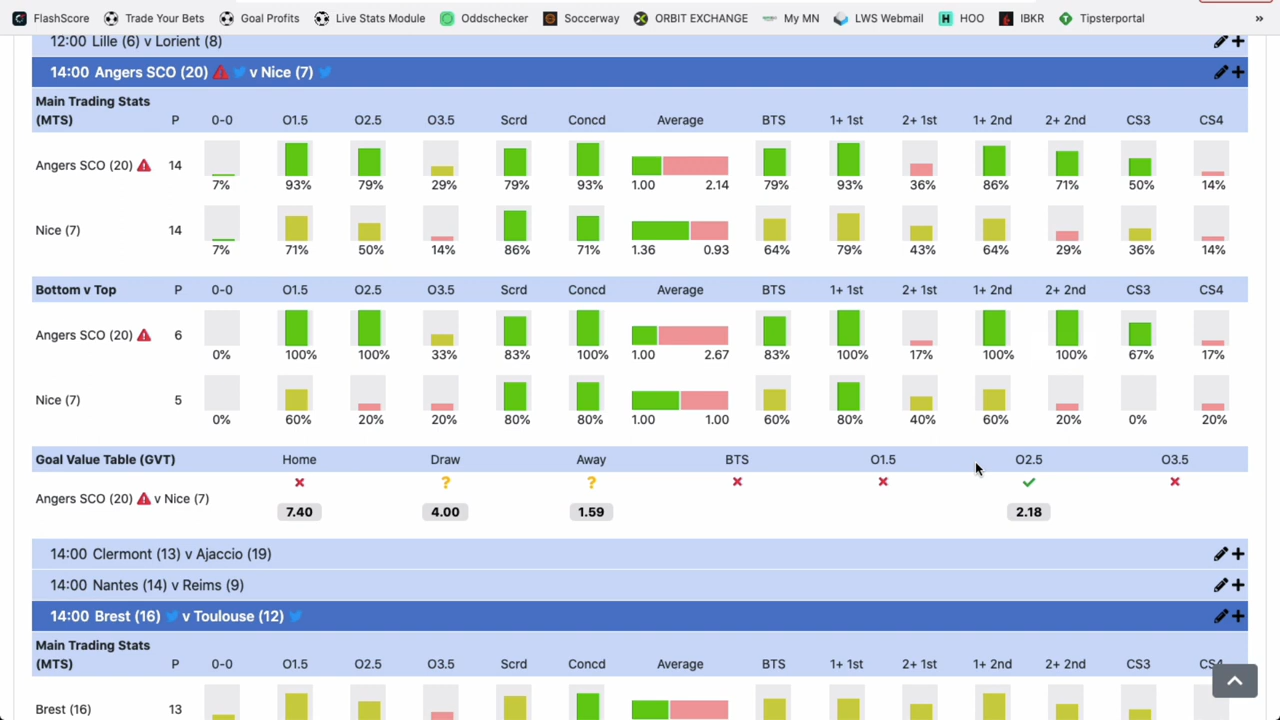 FlashScore Trade Your Bets Goal Profits Live Stats Module Oddschecker Soccerway ORBIT EXCHANGE My MN LWS Webmail H HOO IBKR Tipsterportal »
12:00 Lille (6) v Lorient (8)
14:00 Angers SCO (20) v Nice (7)
Main Trading Stats
(MTS) P 0-0 O1.5 O2.5 O3.5 Scrd Concd Average BTS 1+ 1st 2+ 1st 1+ 2nd 2+ 2nd CS3 CS4
Angers SCO (20) 14
7% 93% 79% 29% 79% 93% 1.00 2.14 79% 93% 36% 86% 71% 50% 14%
Nice (7) 14
7% 71% 50% 14% 86% 71% 1.36 0.93 64% 79% 43% 64% 29% 36% 14%
Bottom v Top P 0-0 O1.5 O2.5 O3.5 Scrd Concd Average BTS 1+ 1st 2+ 1st 1+ 2nd 2+ 2nd CS3 CS4
Angers SCO (20) 6
0% 100% 100% 33% 83% 100% 1.00 2.67 83% 100% 17% 100% 100% 67% 17%
Nice (7) 5
0% 60% 20% 20% 80% 80% 1.00 1.00 60% 80% 40% 60% 20% 0% 20%
Goal Value Table (GVT) Home Draw Away BTS O1.5 O2.5 O3.5
? ?
Angers SCO (20) v Nice (7)
7.40 4.00 1.59 2.18
14:00 Clermont (13) v Ajaccio (19)
14:00 Nantes (14) v Reims (9)
14:00 Brest (16) v Toulouse (12)
Main Trading Stats
(MTS) P 0-0 O1.5 O2.5 O3.5 Scrd Concd Average BTS 1+ 1st 2+ 1st 1+ 2nd 2+ 2nd CS3 CS4
Brest (16) 13